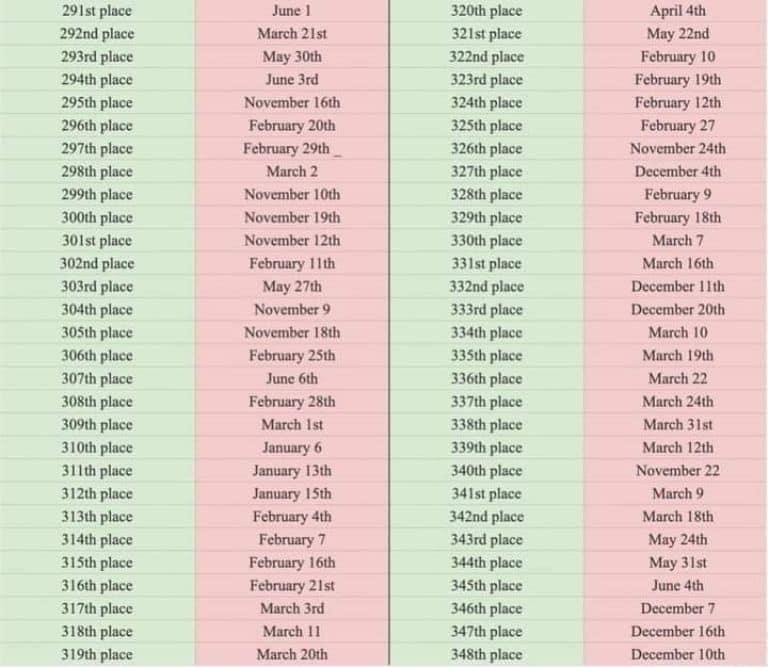 291st place June 1
292nd place March 21st
293rd place May 30th
294th place June 3rd
295th place November 16th
296th place February 20th
297th place February 29th _
298th place March 2
299th place November 10th
300th place November 19th
301st place November 12th
302nd place February 11th
303rd place May 27th
304th place November 9
305th place November 18th
306th place February 25th
307th place June 6th
308th place February 28th
309th place March 1st
310th place January 6
311th place January 13th
312th place January 15th
313th place February 4th
314th place February 7
315th place February 16th
316th place February 21st
317th place March 3rd
318th place March 11
319th place March 20th
320th place April 4th
321st place May 22nd
322nd place February 10
323rd place February 19th
324th place February 12th
325th place February 27
326th place November 24th
327th place December 4th
328th place February 9
329th place February 18th
330th place March 7
331st place March 16th
332nd place December 11th
333rd place December 20th
334th place March 10
335th place March 19th
336th place March 22
337th place March 24th
338th place March 31st
339th place March 12th
340th place November 22
341st place March 9
342nd place March 18th
343rd place May 24th
344th place May 31st
345th place June 4th
346th place December 7
347th place December 16th
348th place December 10th